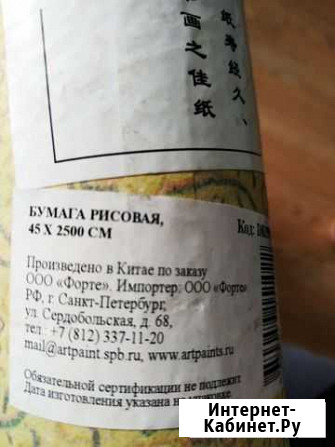 画之佳纸
纸寿经久、
БУМАГА РИСОВАЯ,
45 X 2500 СМ
Код:
Произведено в Китае по заказу
ООО «Форте». Импортер: ООО «Форте»
РФ, г. Санкт-Петербург,
ул. Сердобольская, д. 68,
тел.: +7 (812) 337-11-20
mail@artpaint.spb.ru, www.artpaints.ru
Обязательной сертификации не подлежит.
Дата изготовления указана на упаковке.
Интернет-
Кабинет.Ру